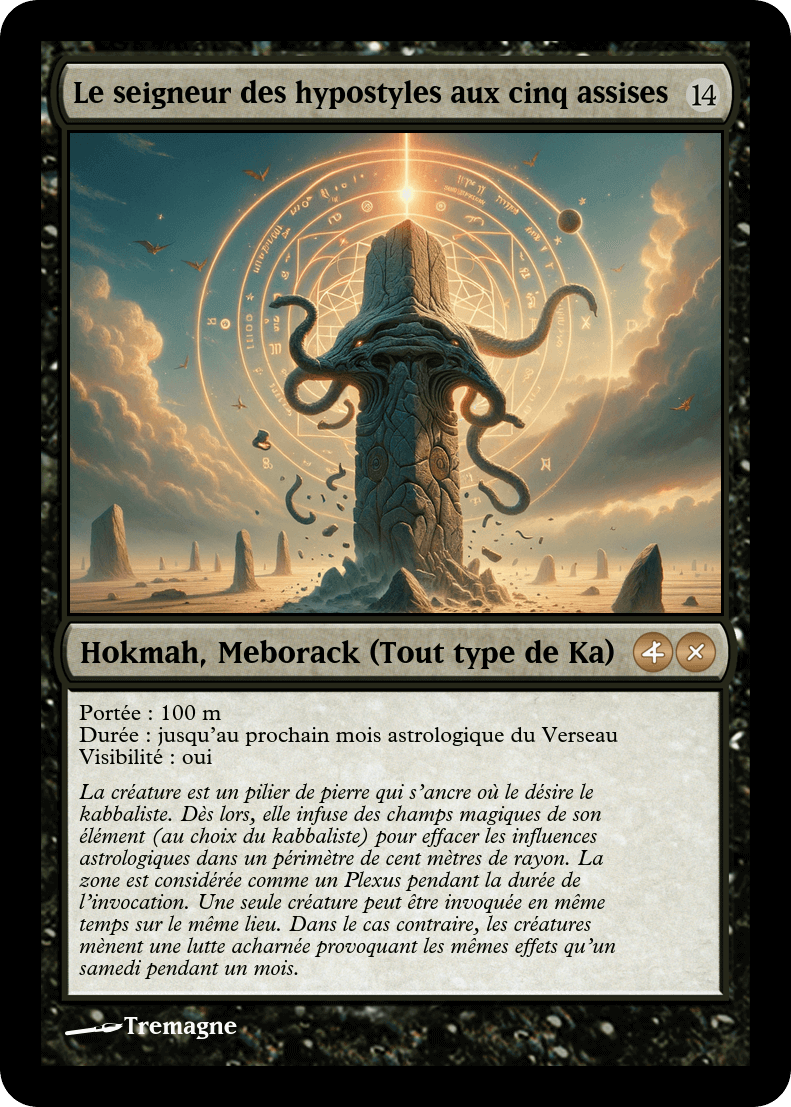 Le seigneur des hypostyles aux cinq assises 14
Hokmah, Meborack (Tout type de Ka)
Portée : 100 m
Durée : jusqu'au prochain mois astrologique du Verseau
Visibilité : oui
La créature est un pilier de pierre qui s'ancre où le désire le
kabbaliste. Dès lors, elle infuse des champs magiques de son
élément (au choix du kabbaliste) pour effacer les influences
astrologiques dans un périmètre de cent mètres de rayon. La
zone est considérée comme un Plexus pendant la durée de
l'invocation. Une seule créature peut être invoquée en même
temps sur le même lieu. Dans le cas contraire, les créatures
mènent une lutte acharnée provoquant les mêmes effets qu'un
samedi pendant un mois.
Tremagne